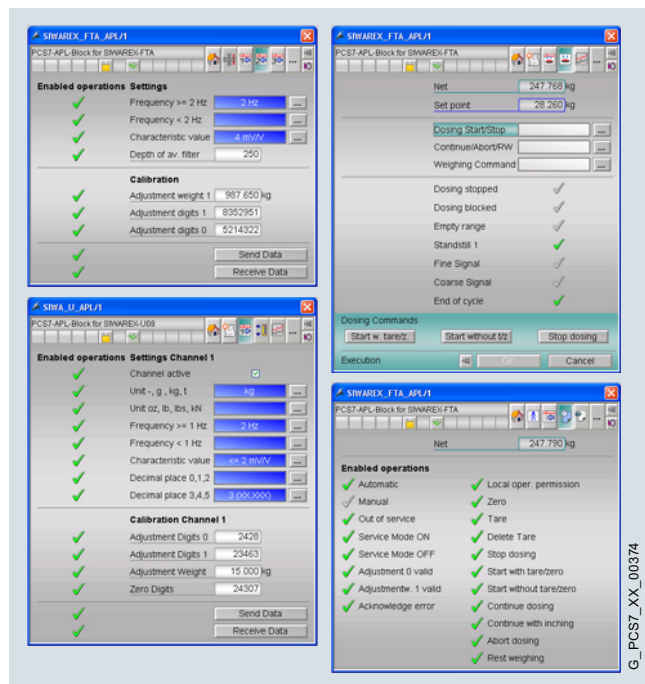 SIWAREX_FTA_APL/1
PCS7-APL-Block for SIWAREX-FTA
...
Enabled operations Settings
Frequency >= 2 Hz 2 Hz ...
Frequency < 2 Hz ...
Characteristic value 4 mV/V ...
Depth of av. filter 250
Calibration
Adjustment weight 1 987.650 kg
Adjustment digits 1 8352951
Adjustment digits 0 5214322
Send Data
Receive Data
SIWA_U_APL/1
PCS7-APL-Block for SIWAREX-U08
...
Enabled operations Settings Channel 1
Channel active
Unit -, g , kg, t kg ...
Unit oz, lb, lbs, kN ...
Frequency >= 1 Hz 2 Hz ...
Frequency < 1 Hz ...
Characteristic value <= 2 mV/V ...
Decimal place 0,1,2 ...
Decimal place 3,4,5 3 (XX.XXX) ...
Calibration Channel 1
Adjustment Digits 0 2428
Adjustment Digits 1 23463
Adjustment Weight 15.000 kg
Zero Digits 24307
Send Data
Receive Data
SIWAREX_FTA_APL/1
PCS7-APL-Block for SIWAREX-FTA
...
Net 247.768 kg
Set point 28.260 kg
Dosing Start/Stop ...
Continue/Abort/RW ...
Weighing Command ...
Dosing stopped
Dosing blocked
Empty range
Standstill 1
Fine Signal
Coarse Signal
End of cycle
Dosing Commands
Start w. tare/z. Start without t/z Stop dosing
Execution OK Cancel
SIWAREX_FTA_APL/1
PCS7-APL-Block for SIWAREX-FTA
...
Net 247.790 kg
Enabled operations
Automatic Local oper. permission
Manual Zero
Out of service Tare
Service Mode ON Delete Tare
Service Mode OFF Stop dosing
Adjustment 0 valid Start with tare/zero
Adjustmentw. 1 valid Start without tare/zero
Acknowledge error Continue dosing
Continue with inching
Abort dosing
Rest weighing
G_PCS7_XX_00374